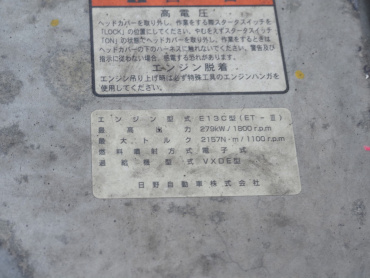 高電圧
ヘッドカバーを取り外し、作業をする際スタータスイッチを
「LOCK」の位置にしてください。やむをえずスタータスイッチ
「ON」の状態でヘッドカバーを取り外し、作業をするときは
ヘッドカバーの下のハーネスに触れないでください。警告及び
指示に従わない場合、感電する恐れがあります。
エンジン脱着
エンジン吊り上げ時は必ず特殊工具のエンジンハンガを
使用してください。
エンジン型式 E13C型(ET-Ⅲ)
最高出力 279kW/1800rpm
最大トルク 2157N・m/1100rpm
燃料噴射方式 電子式
過給機型式 VXDE型
日野自動車株式会社